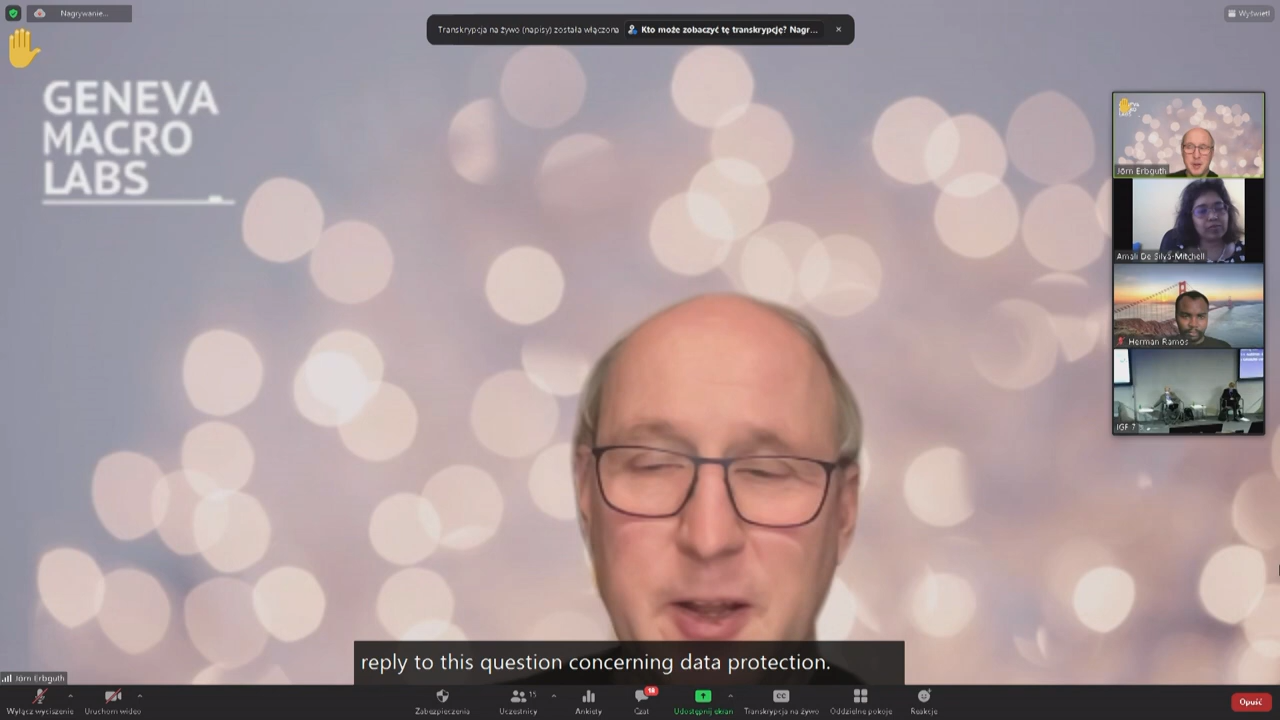 Nagrywanie...
Transkrypcja na żywo (napisy) została włączona
Kto może zobaczyć tę transkrypcję? Nagr...
Wyświetl
GENEVA
MACRO
LABS
Jörn Erbguth
Amali De Silva-Mitchell
Herman Ramos
IGF 7
reply to this question concerning data protection.
Jörn Erbguth
Wyłącz wyciszenie
Uruchom wideo
Zabezpieczenia
15
Uczestnicy
Ankiety
Czat
Udostępnij ekran
CC
Transkrypcja na żywo
Oddzielne pokoje
Reakcje
Opuść